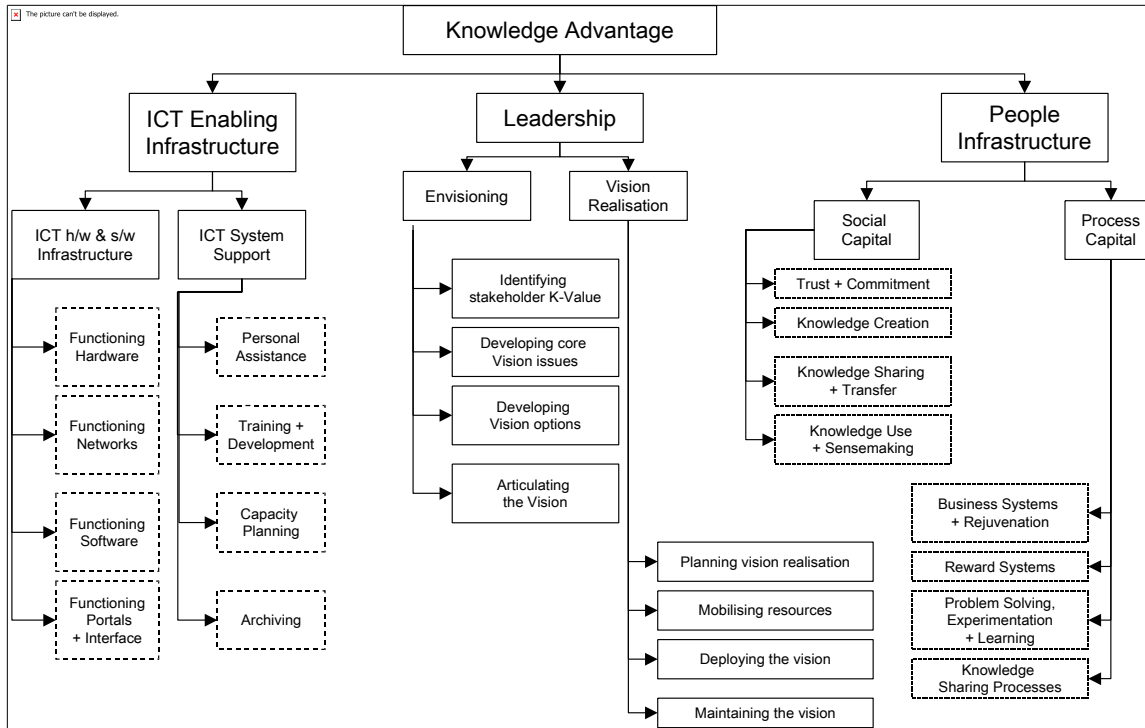 The picture can't be displayed.
Knowledge Advantage
ICT Enabling
Infrastructure
Leadership
People
Infrastructure
Envisioning
Vision
Realisation
Social
Capital
Process
Capital
ICT h/w & s/w
Infrastructure
ICT System
Support
Functioning
Hardware
Functioning
Networks
Functioning
Software
Functioning
Portals
+ Interface
Personal
Assistance
Training +
Development
Capacity
Planning
Archiving
Identifying
stakeholder K-Value
Developing core
Vision issues
Developing
Vision options
Articulating
the Vision
Planning vision realisation
Mobilising resources
Deploying the vision
Maintaining the vision
Trust + Commitment
Knowledge Creation
Knowledge Sharing
+ Transfer
Knowledge Use
+ Sensemaking
Business Systems
+ Rejuvenation
Reward Systems
Problem Solving,
Experimentation
+ Learning
Knowledge
Sharing Processes